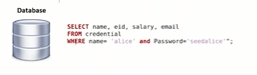 Database
SELECT name, eid, salary, email
FROM credential
WHERE name= 'alice' and Password='seedalice'";